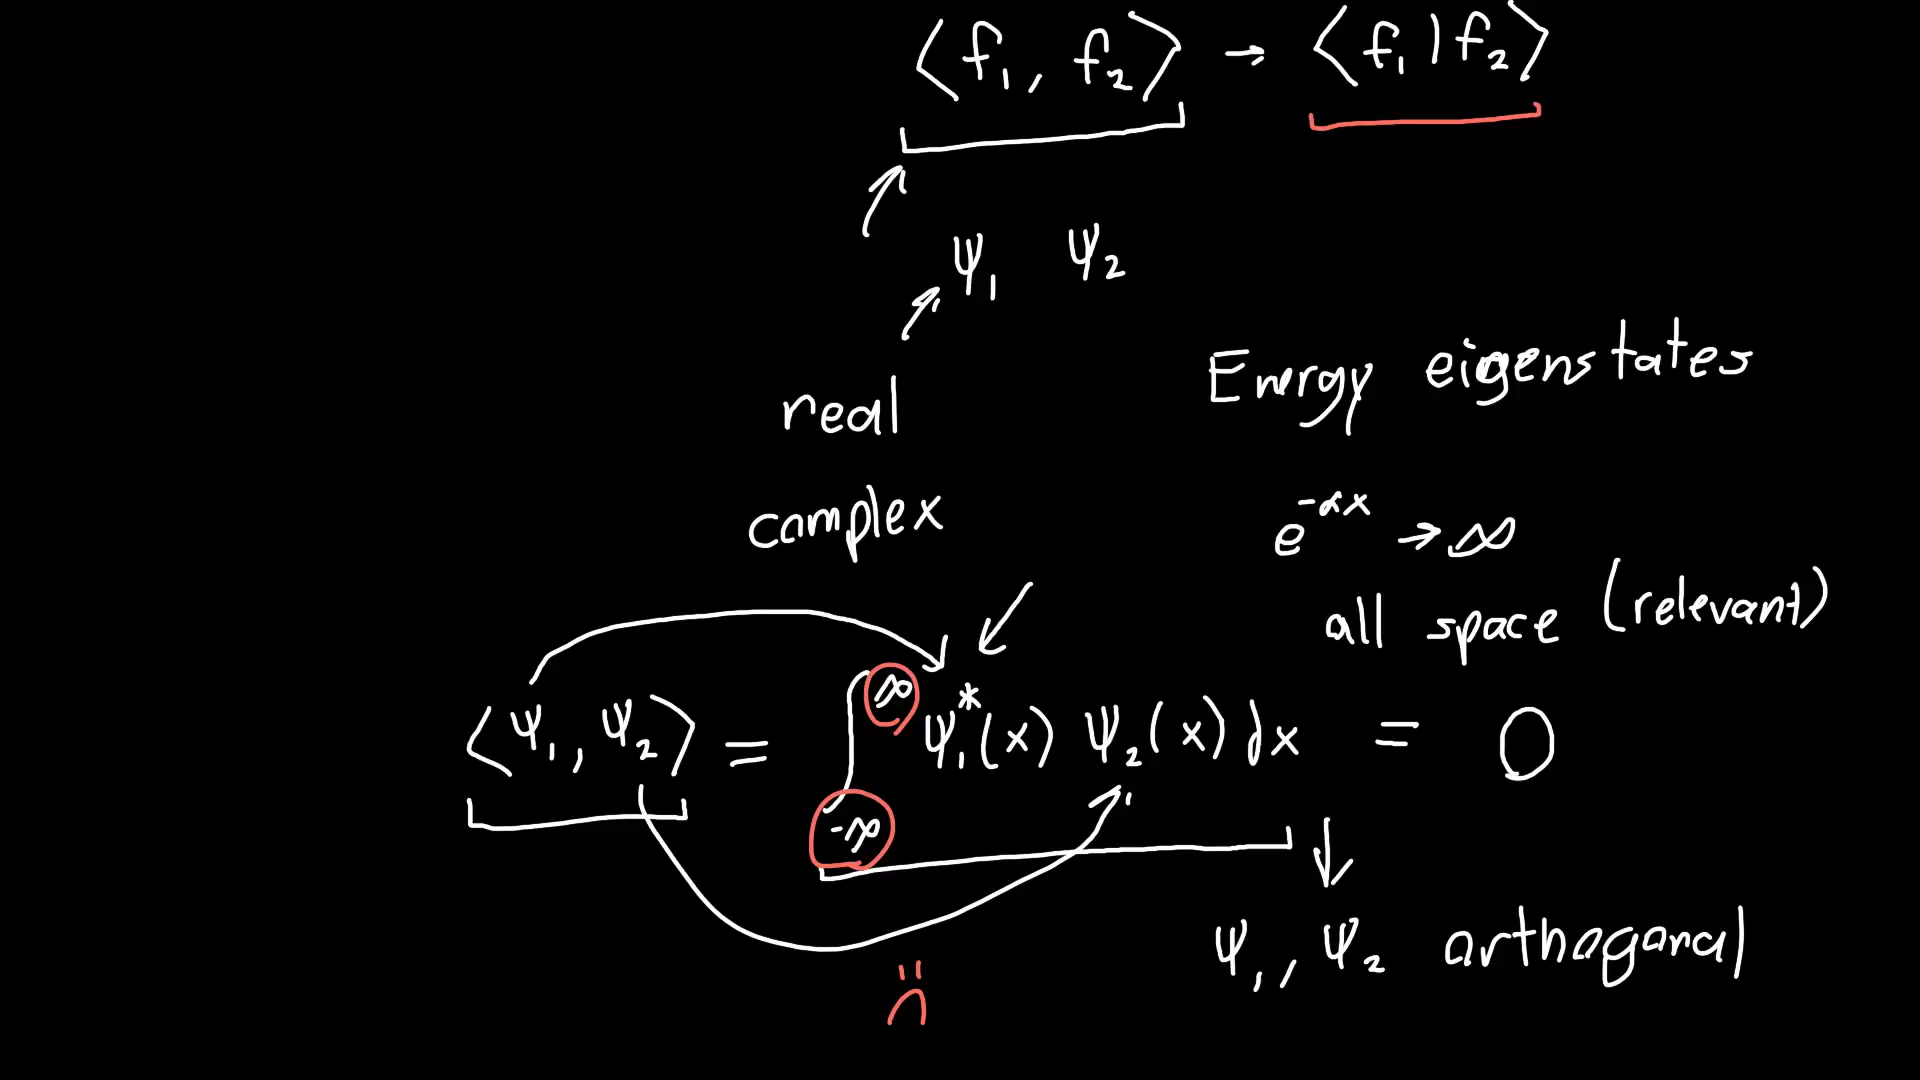 ⟨f₁, f₂⟩ → ⟨f₁|f₂⟩
ψ₁ ψ₂
real
complex
Energy eigenstates
e^{-αx} → ∞
all space (relevant)
⟨ψ₁, ψ₂⟩ = ∫_{-∞}^{∞} ψ₁*(x) ψ₂(x) dx = 0
ψ₁, ψ₂ orthogonal